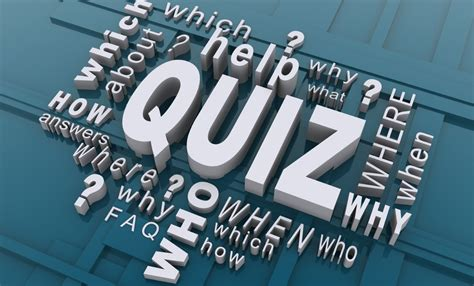 which
which
about
help
why
what
HOW
QUIZ
WHERE
when
answers
where
why
FAQ
WHO
WHEN
who
which
how
WHY
?
?
?
?
?
?